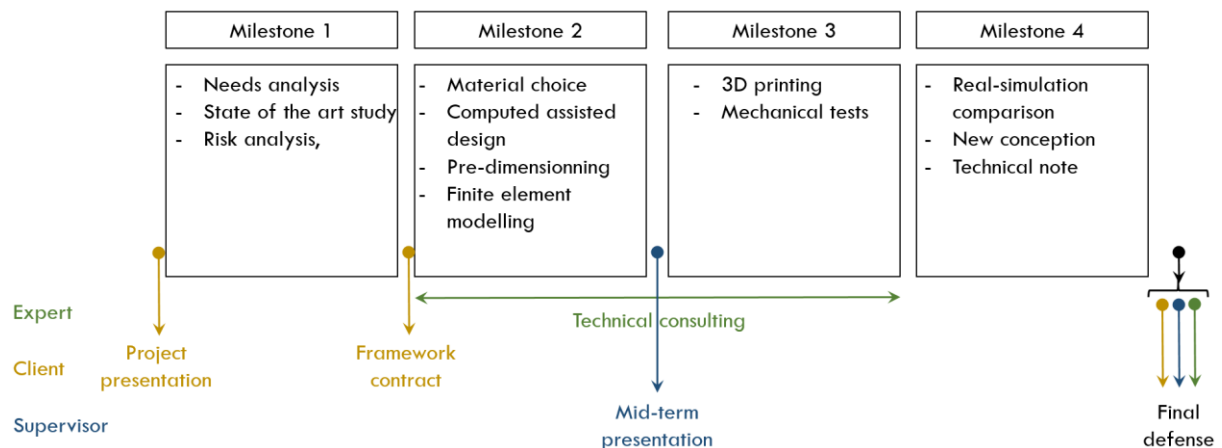 Milestone 1
Milestone 2
Milestone 3
Milestone 4
- Needs analysis
- State of the art study
- Risk analysis,
- Material choice
- Computed assisted
design
- Pre-dimensionning
- Finite element
modelling
- 3D printing
- Mechanical tests
- Real-simulation
comparison
- New conception
- Technical note
Expert
Technical consulting
Client
Project
presentation
Framework
contract
Supervisor
Mid-term
presentation
Final
defense